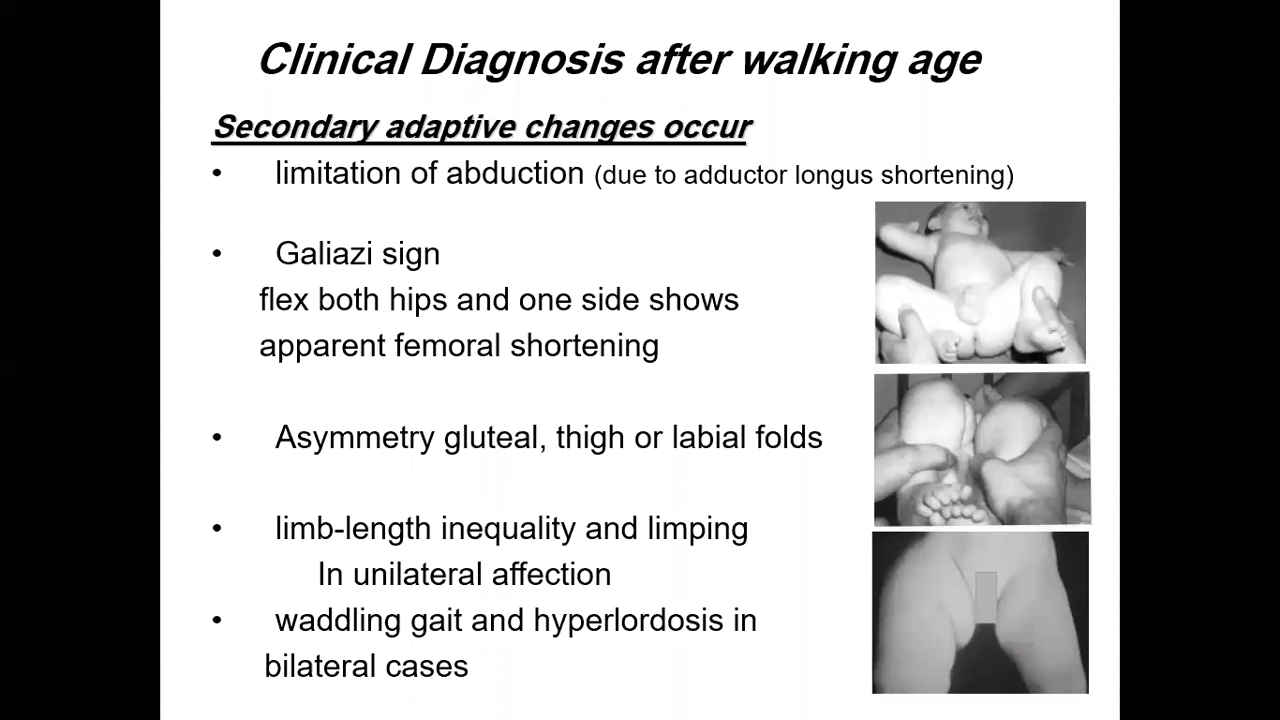 Clinical Diagnosis after walking age
Secondary adaptive changes occur
• limitation of abduction (due to adductor longus shortening)
• Galiazi sign
flex both hips and one side shows
apparent femoral shortening
• Asymmetry gluteal, thigh or labial folds
• limb-length inequality and limping
In unilateral affection
• waddling gait and hyperlordosis in
bilateral cases